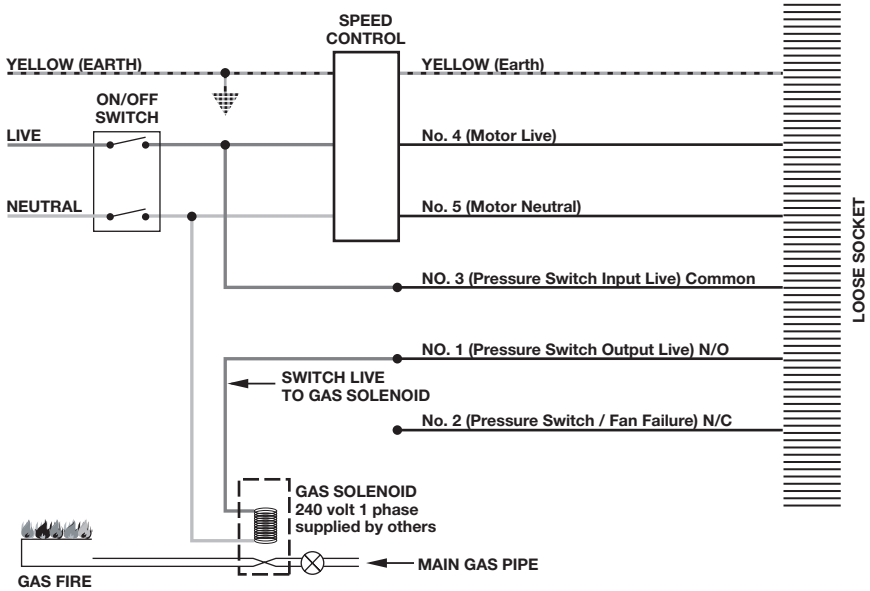 SPEED
CONTROL
YELLOW (EARTH)
YELLOW (Earth)
ON/OFF
SWITCH
LIVE
No. 4 (Motor Live)
NEUTRAL
No. 5 (Motor Neutral)
LOOSE SOCKET
NO. 3 (Pressure Switch Input Live) Common
NO. 1 (Pressure Switch Output Live) N/O
SWITCH LIVE
TO GAS SOLENOID
No. 2 (Pressure Switch / Fan Failure) N/C
GAS SOLENOID
240 volt 1 phase
supplied by others
MAIN GAS PIPE
GAS FIRE